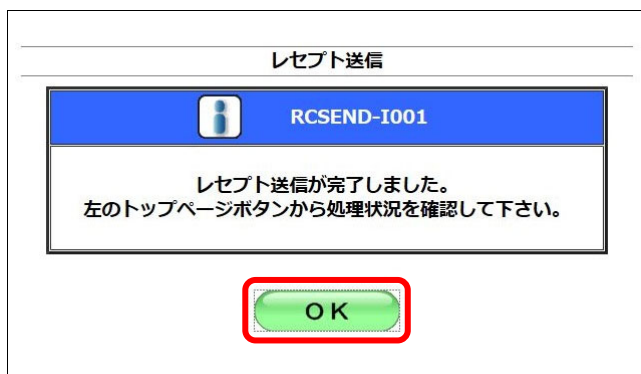 レセプト送信
RCSEND-I001
レセプト送信が完了しました。
左のトップページボタンから処理状況を確認して下さい。
OK